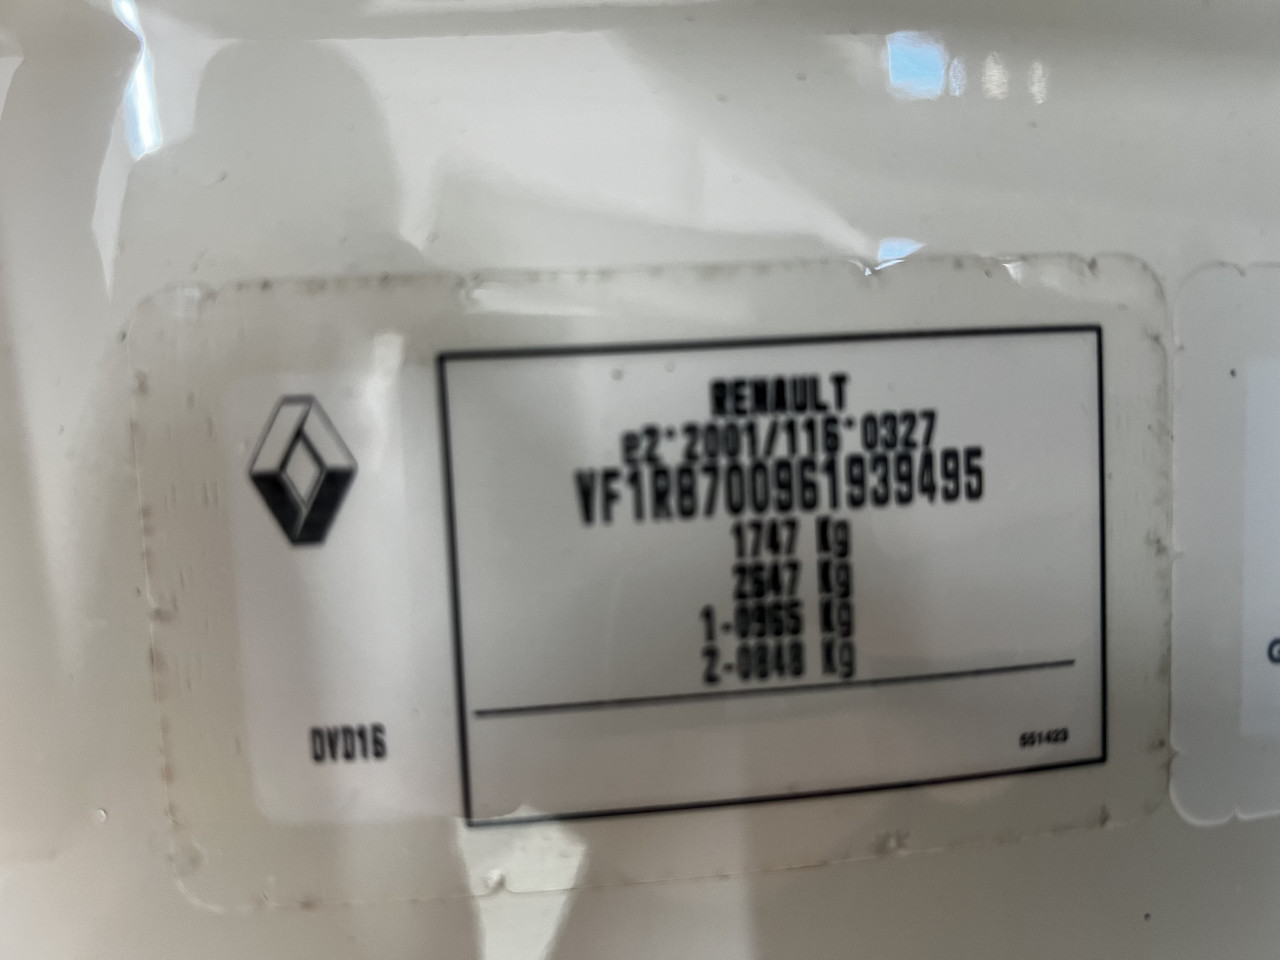 RENAULT
e2*2001/116*0327
VF1R8700961939495
1747 Kg
2647 Kg
1-0965 Kg
2-0848 Kg
551423
DVD16